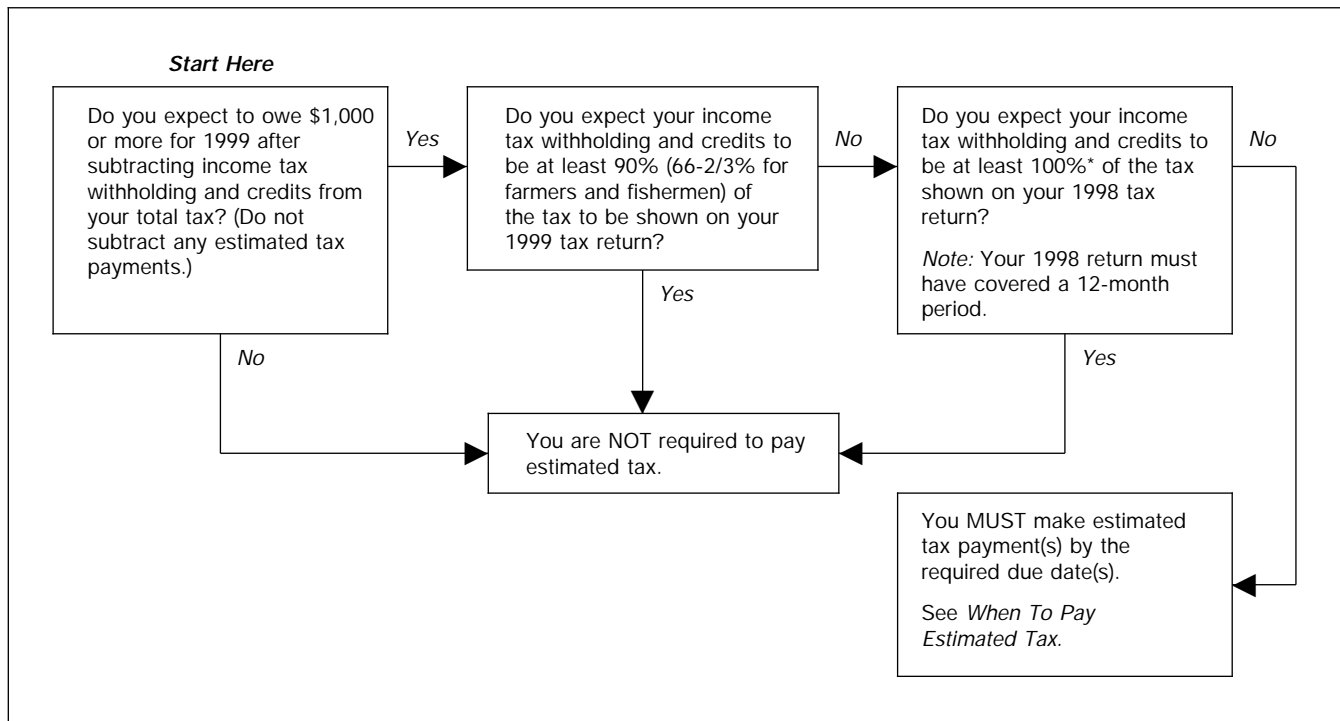 Start Here
Do you expect to owe $1,000
or more for 1999 after
subtracting income tax
withholding and credits from
your total tax? (Do not
subtract any estimated tax
payments.)
Yes
No
Do you expect your income
tax withholding and credits to
be at least 90% (66-2/3% for
farmers and fishermen) of
the tax to be shown on your
1999 tax return?
No
Yes
Do you expect your income
tax withholding and credits to
be at least 100%* of the tax
shown on your 1998 tax
return?
Note: Your 1998 return must
have covered a 12-month
period.
No
Yes
You are NOT required to pay
estimated tax.
You MUST make estimated
tax payment(s) by the
required due date(s).
See When To Pay
Estimated Tax.